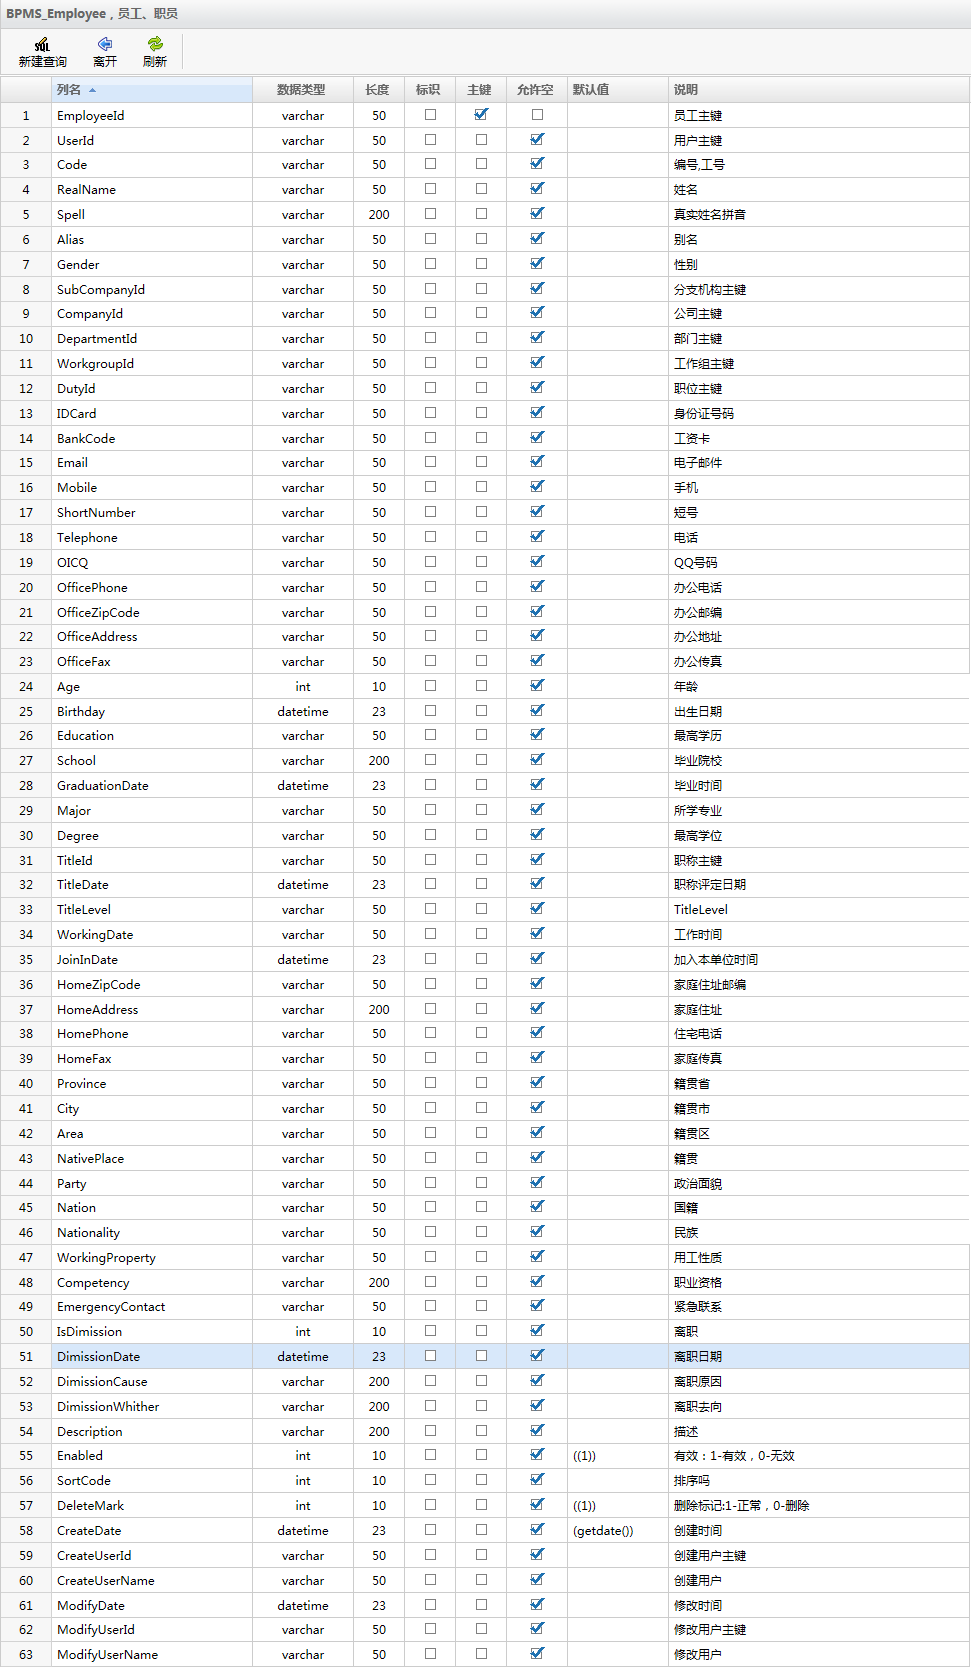 BPMS_Employee，员工、职员
新建查询 离开 刷新
列名 数据类型 长度 标识 主键 允许空 默认值 说明
1 EmployeeId varchar 50 员工主键
2 UserId varchar 50 用户主键
3 Code varchar 50 编号,工号
4 RealName varchar 50 姓名
5 Spell varchar 200 真实姓名拼音
6 Alias varchar 50 别名
7 Gender varchar 50 性别
8 SubCompanyId varchar 50 分支机构主键
9 CompanyId varchar 50 公司主键
10 DepartmentId varchar 50 部门主键
11 WorkgroupId varchar 50 工作组主键
12 DutyId varchar 50 职位主键
13 IDCard varchar 50 身份证号码
14 BankCode varchar 50 工资卡
15 Email varchar 50 电子邮件
16 Mobile varchar 50 手机
17 ShortNumber varchar 50 短号
18 Telephone varchar 50 电话
19 OICQ varchar 50 QQ号码
20 OfficePhone varchar 50 办公电话
21 OfficeZipCode varchar 50 办公邮编
22 OfficeAddress varchar 50 办公地址
23 OfficeFax varchar 50 办公传真
24 Age int 10 年龄
25 Birthday datetime 23 出生日期
26 Education varchar 50 最高学历
27 School varchar 200 毕业院校
28 GraduationDate datetime 23 毕业时间
29 Major varchar 50 所学专业
30 Degree varchar 50 最高学位
31 TitleId varchar 50 职称主键
32 TitleDate datetime 23 职称评定日期
33 TitleLevel varchar 50 TitleLevel
34 WorkingDate varchar 50 工作时间
35 JoinInDate datetime 23 加入本单位时间
36 HomeZipCode varchar 50 家庭住址邮编
37 HomeAddress varchar 200 家庭住址
38 HomePhone varchar 50 住宅电话
39 HomeFax varchar 50 家庭传真
40 Province varchar 50 籍贯省
41 City varchar 50 籍贯市
42 Area varchar 50 籍贯区
43 NativePlace varchar 50 籍贯
44 Party varchar 50 政治面貌
45 Nation varchar 50 国籍
46 Nationality varchar 50 民族
47 WorkingProperty varchar 50 用工性质
48 Competency varchar 200 职业资格
49 EmergencyContact varchar 50 紧急联系
50 IsDimission int 10 离职
51 DimissionDate datetime 23 离职日期
52 DimissionCause varchar 200 离职原因
53 DimissionWhither varchar 200 离职去向
54 Description varchar 200 描述
55 Enabled int 10 ((1)) 有效：1-有效，0-无效
56 SortCode int 10 排序吗
57 DeleteMark int 10 ((1)) 删除标记:1-正常，0-删除
58 CreateDate datetime 23 (getdate()) 创建时间
59 CreateUserId varchar 50 创建用户主键
60 CreateUserName varchar 50 创建用户
61 ModifyDate datetime 23 修改时间
62 ModifyUserId varchar 50 修改用户主键
63 ModifyUserName varchar 50 修改用户